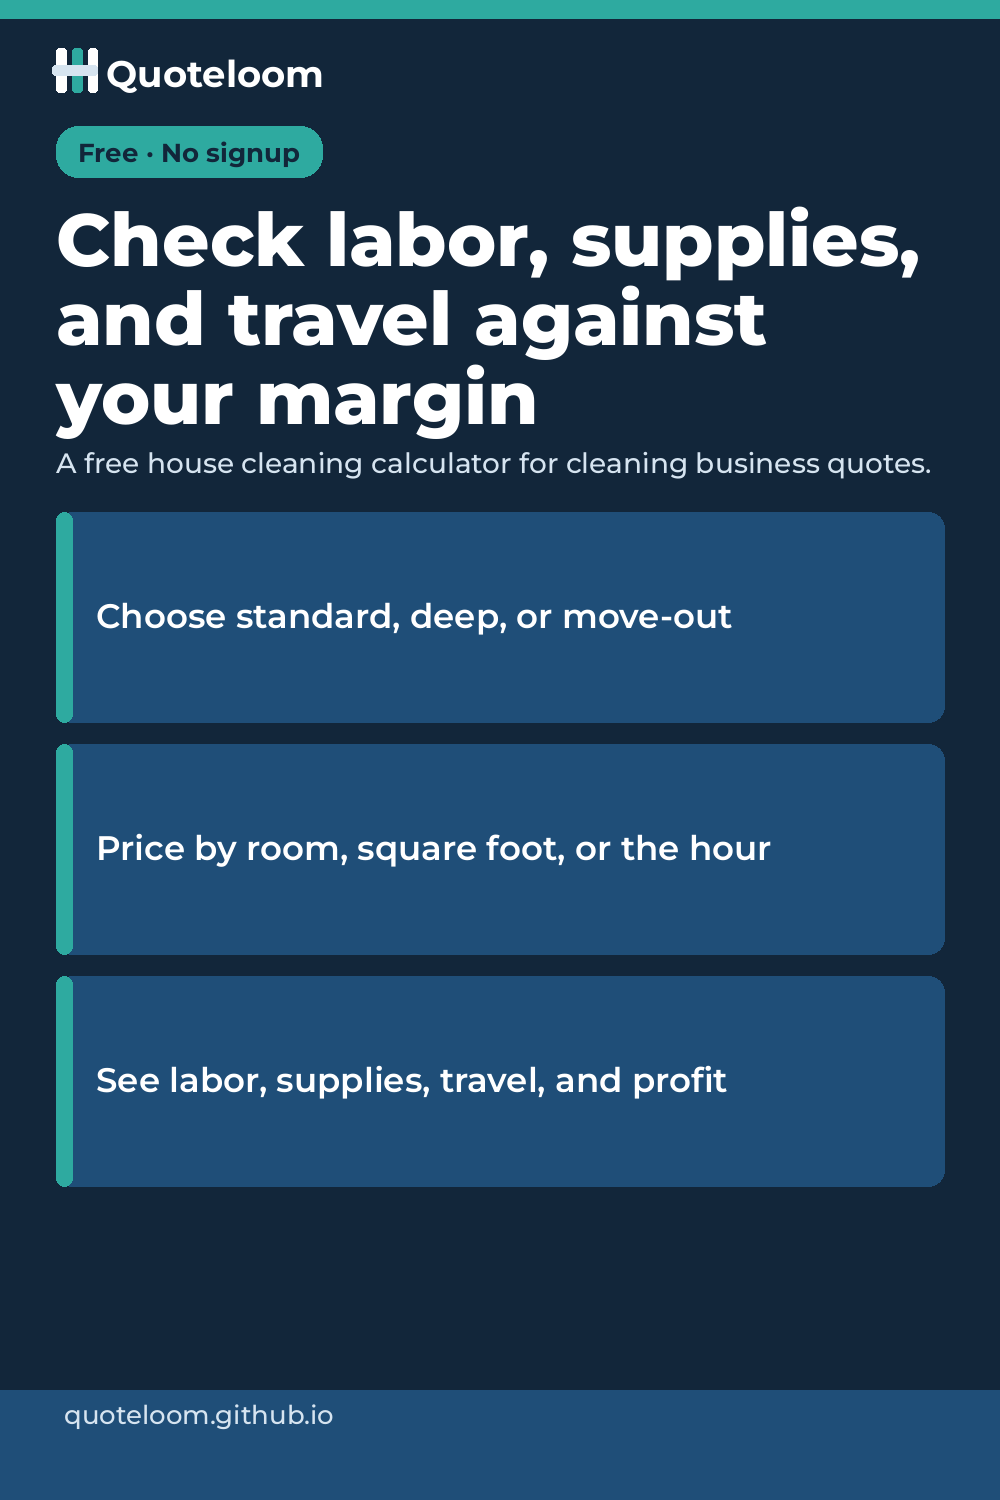 Quoteloom
Free · No signup
Check labor, supplies,
and travel against
your margin
A free house cleaning calculator for cleaning business quotes.
Choose standard, deep, or move-out
Price by room, square foot, or the hour
See labor, supplies, travel, and profit
quoteloom.github.io